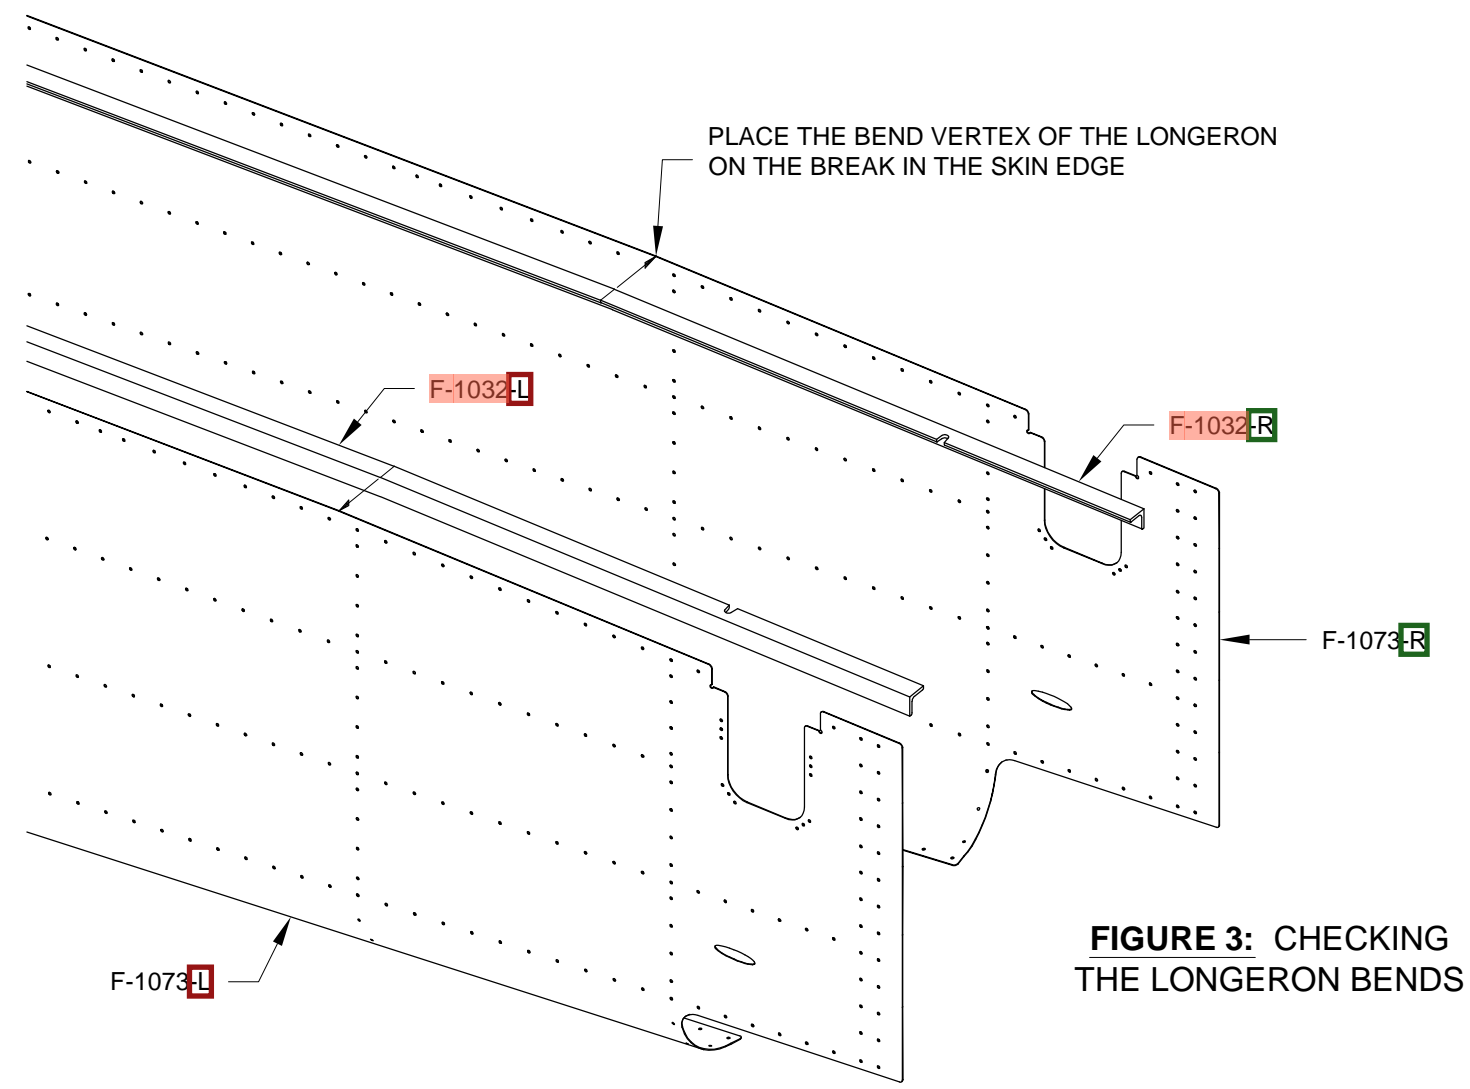 PLACE THE BEND VERTEX OF THE LONGERON
ON THE BREAK IN THE SKIN EDGE
F-1032-L
F-1032-R
F-1073-R
F-1073-L
FIGURE 3: CHECKING
THE LONGERON BENDS